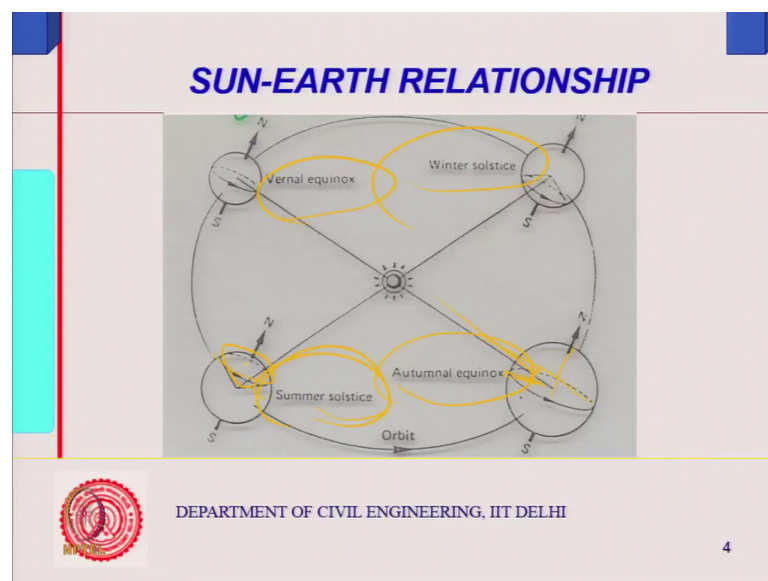 SUN-EARTH RELATIONSHIP
N
N
Vernal equinox
Winter solstice
S
S
N
N
Summer solstice
Autumnal equinox
S
Orbit
S
NPTEL
DEPARTMENT OF CIVIL ENGINEERING, IIT DELHI
4